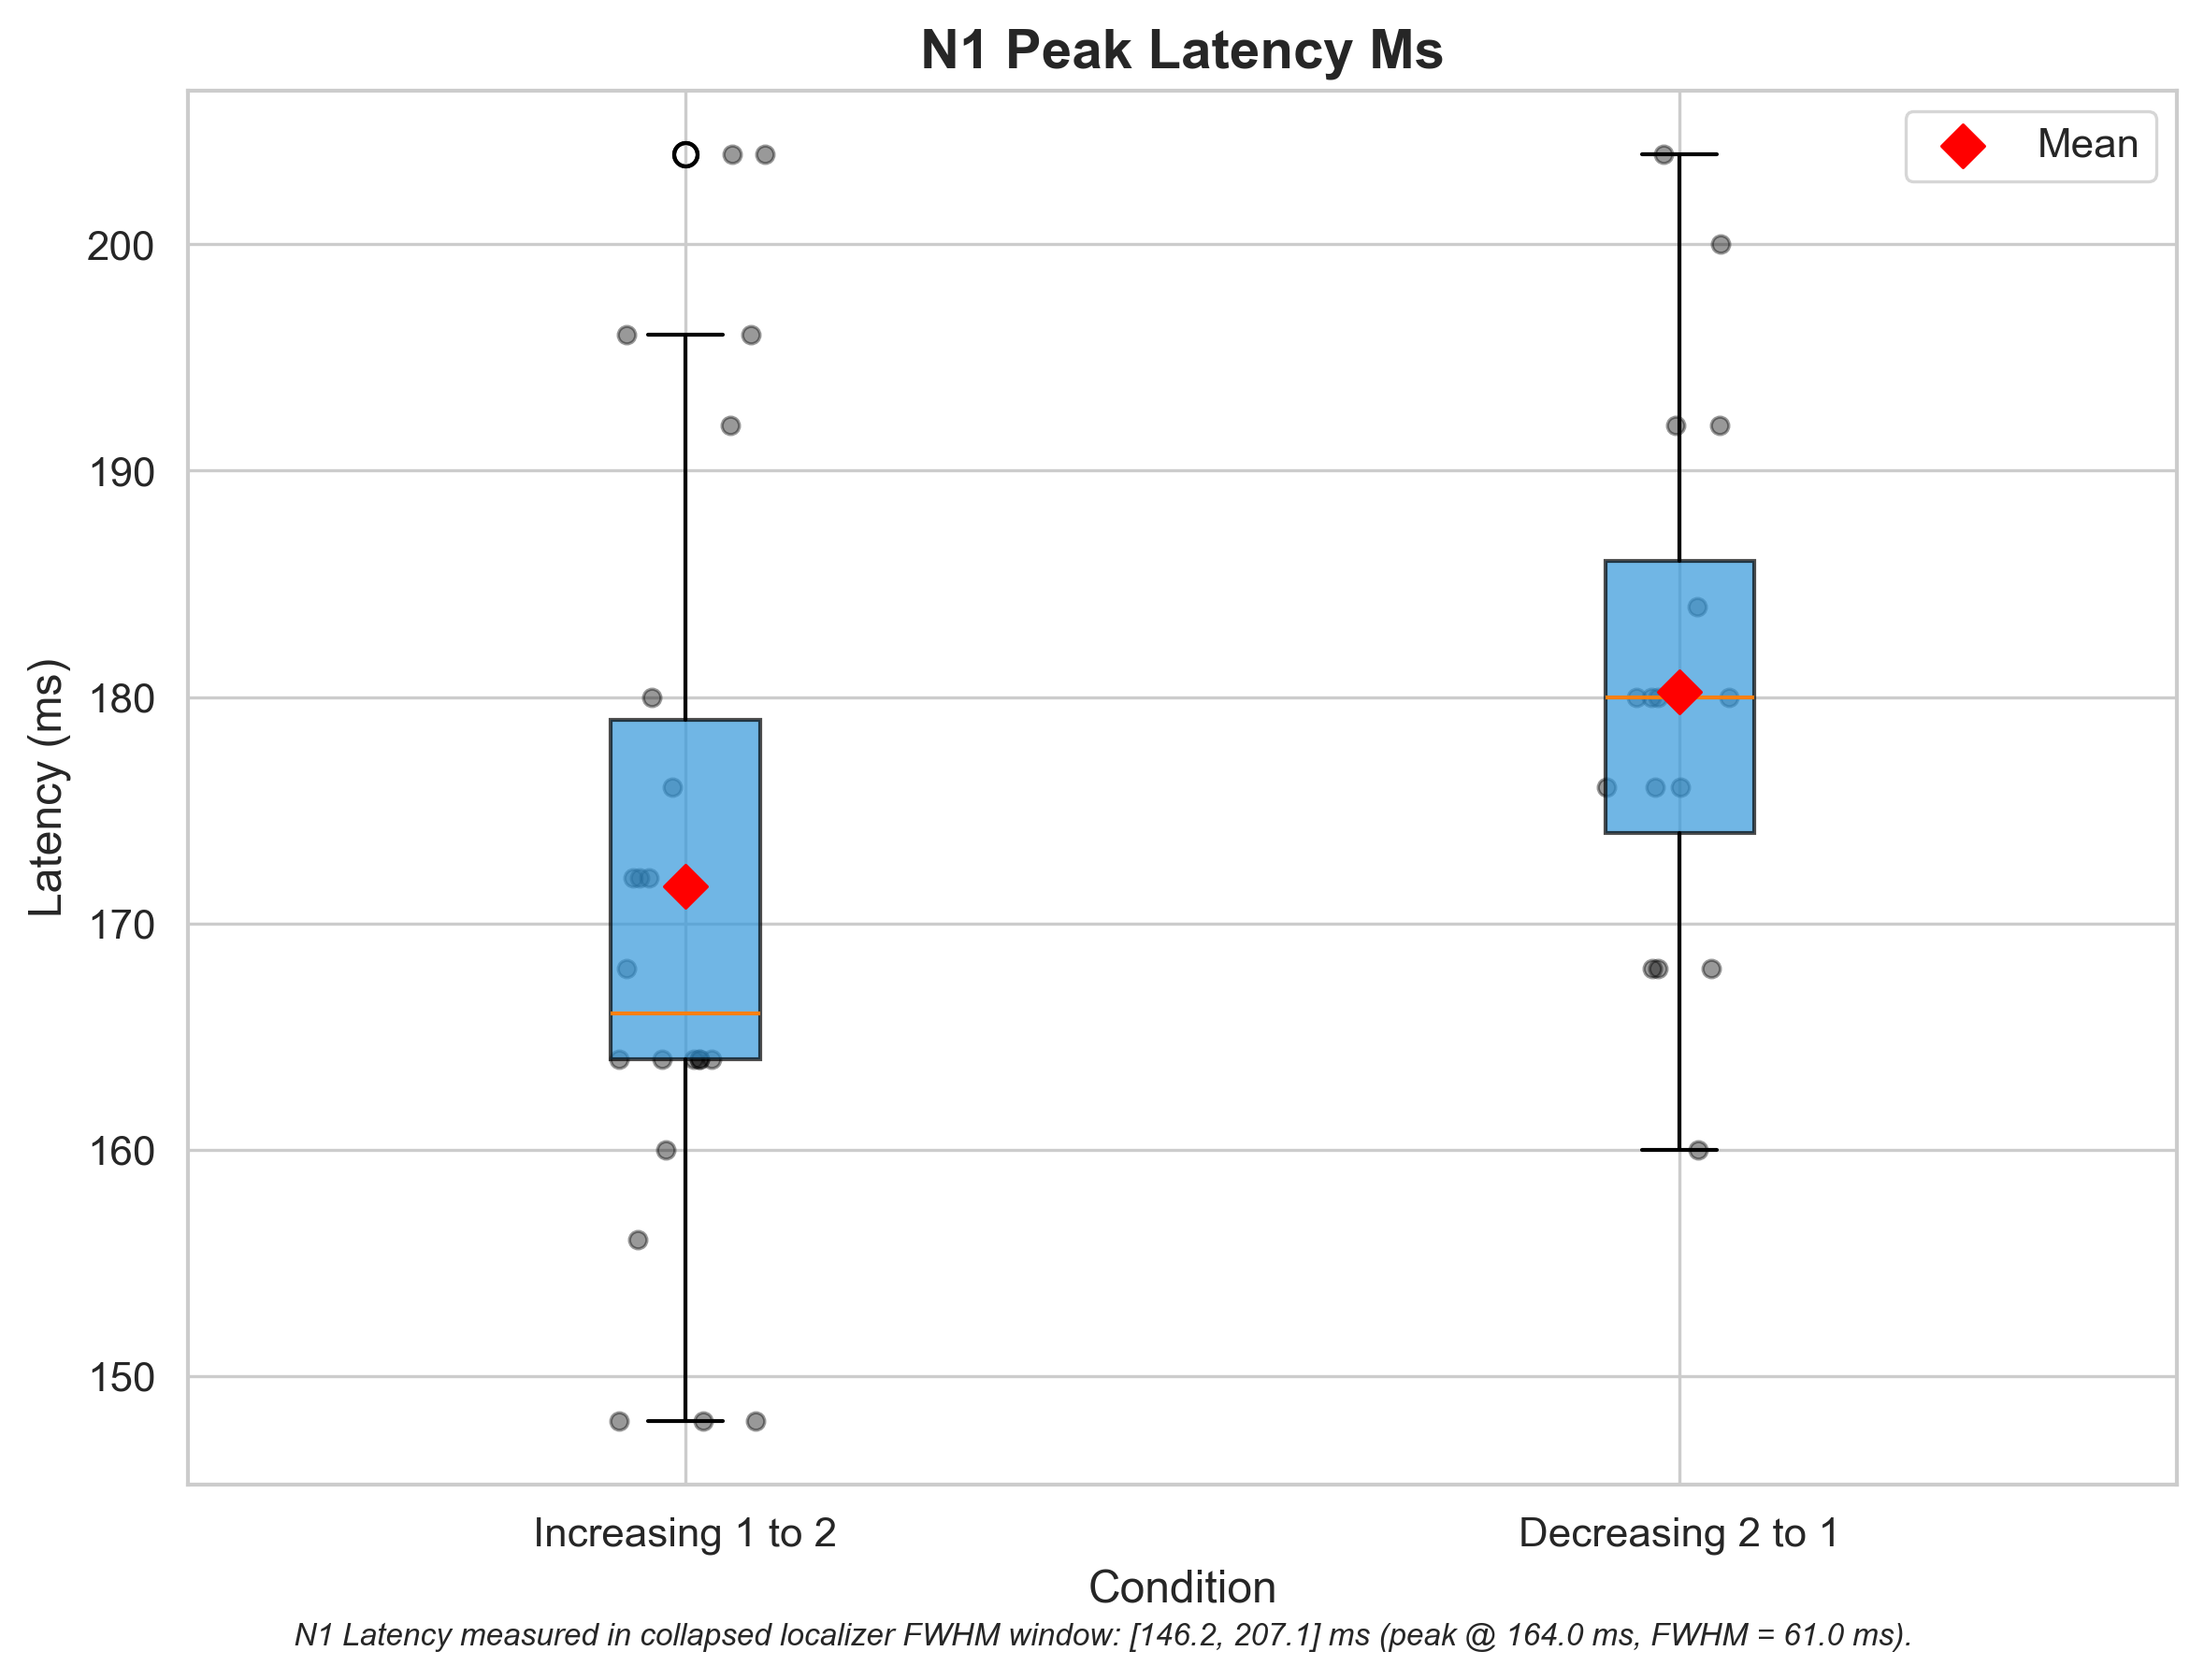 N1 Peak Latency Ms
Mean
200
190
180
170
160
150
Latency (ms)
Increasing 1 to 2
Decreasing 2 to 1
Condition
N1 Latency measured in collapsed localizer FWHM window: [146.2, 207.1] ms (peak @ 164.0 ms, FWHM = 61.0 ms).